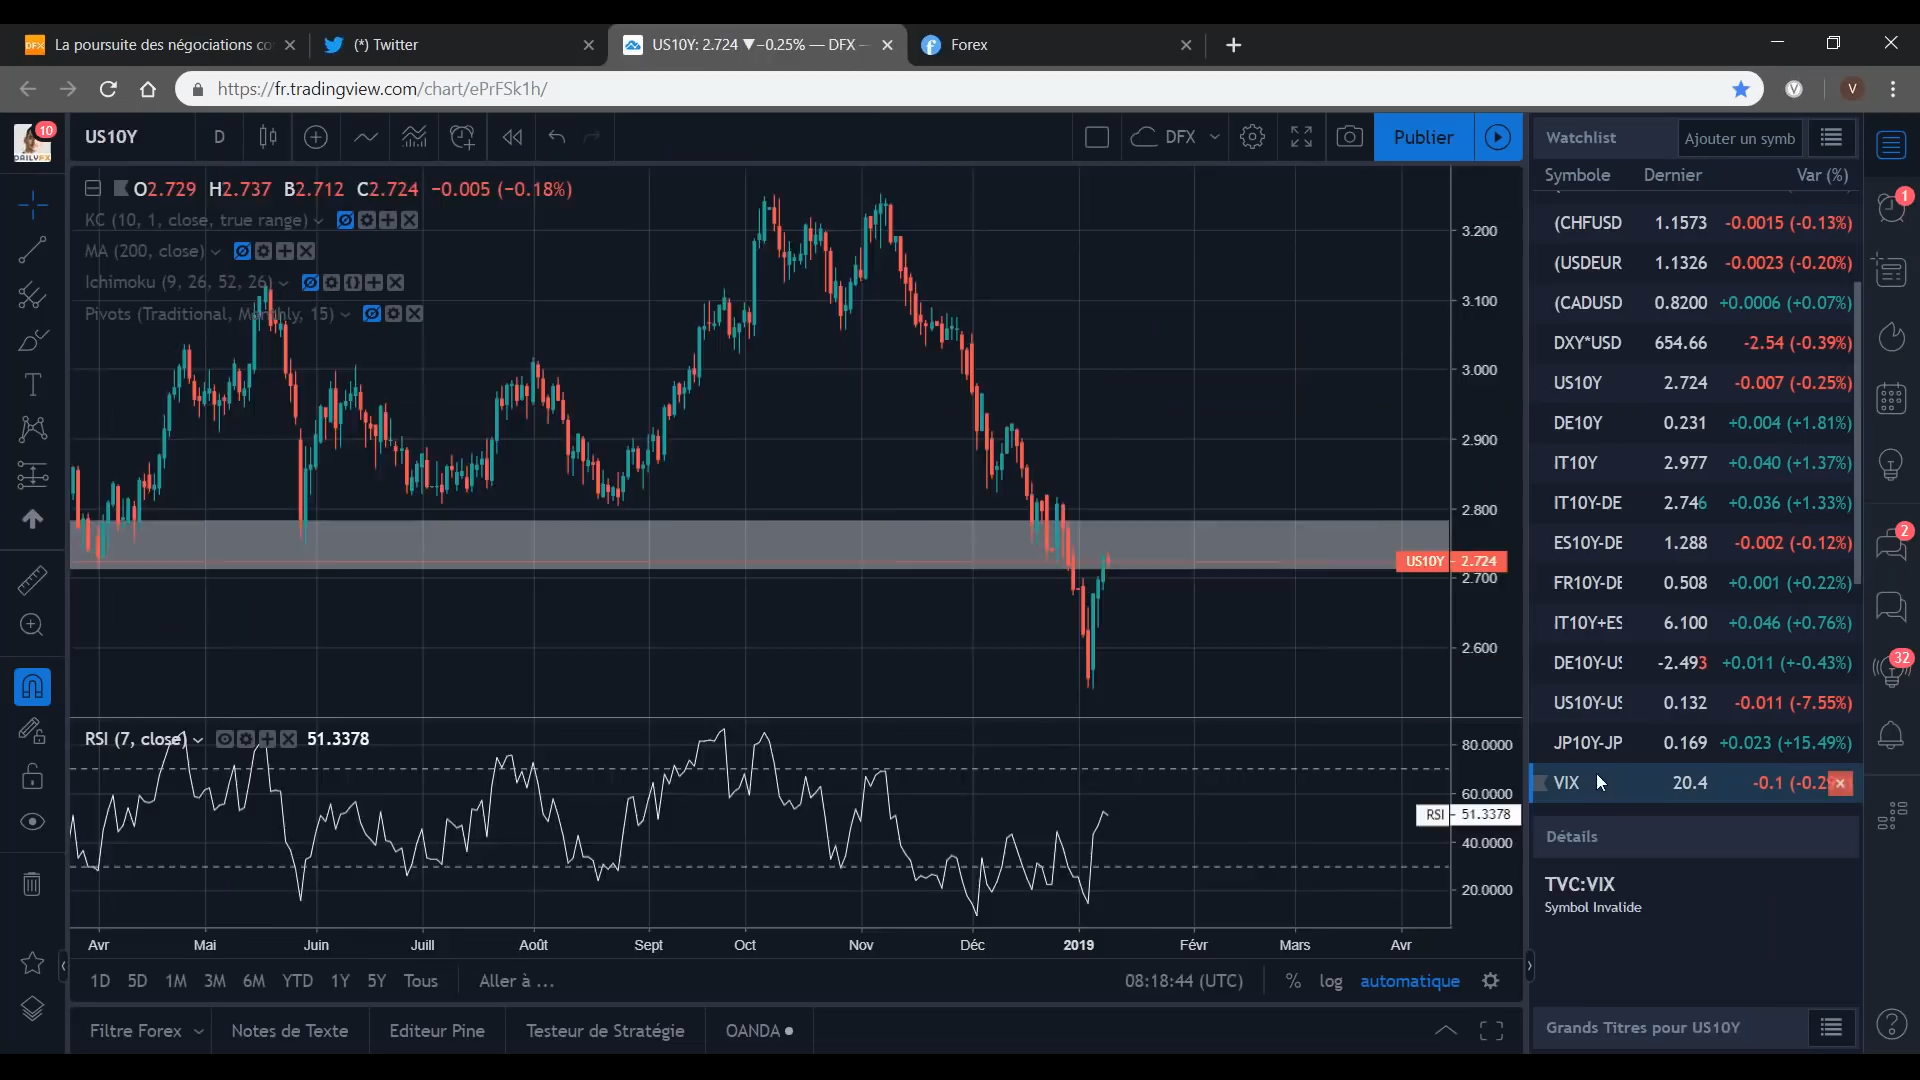 La poursuite des négociations co
(*) Twitter
US10Y: 2.724 ▼−0.25% — DFX
Forex
https://fr.tradingview.com/chart/ePrFSk1h/
V
10
DAILYFX
US10Y
D
DFX
Publier
O2.729 H2.737 B2.712 C2.724 −0.005 (−0.18%)
KC (10, 1, close, true range)
MA (200, close)
Ichimoku (9, 26, 52, 26)
Pivots (Traditional, Monthly, 15)
3.200
3.100
3.000
2.900
2.800
US10Y 2.724
2.700
2.600
RSI (7, close) 51.3378
80.0000
60.0000
RSI 51.3378
40.0000
20.0000
Avr Mai Juin Juill Août Sept Oct Nov Déc 2019 Févr Mars Avr
1D 5D 1M 3M 6M YTD 1Y 5Y Tous Aller à ... 08:18:44 (UTC) % log automatique
Filtre Forex Notes de Texte Editeur Pine Testeur de Stratégie OANDA
Watchlist Ajouter un symb
Symbole Dernier Var (%)
(CHFUSD 1.1573 -0.0015 (-0.13%)
(USDEUR 1.1326 -0.0023 (-0.20%)
(CADUSD 0.8200 +0.0006 (+0.07%)
DXY*USD 654.66 -2.54 (-0.39%)
US10Y 2.724 -0.007 (-0.25%)
DE10Y 0.231 +0.004 (+1.81%)
IT10Y 2.977 +0.040 (+1.37%)
IT10Y-DE 2.746 +0.036 (+1.33%)
ES10Y-DE 1.288 -0.002 (-0.12%)
FR10Y-DE 0.508 +0.001 (+0.22%)
IT10Y+ES 6.100 +0.046 (+0.76%)
DE10Y-US -2.493 +0.011 (+-0.43%)
US10Y-US 0.132 -0.011 (-7.55%)
JP10Y-JP 0.169 +0.023 (+15.49%)
VIX 20.4 -0.1 (-0.29
Détails
TVC:VIX
Symbol Invalide
Grands Titres pour US10Y
1
2
32